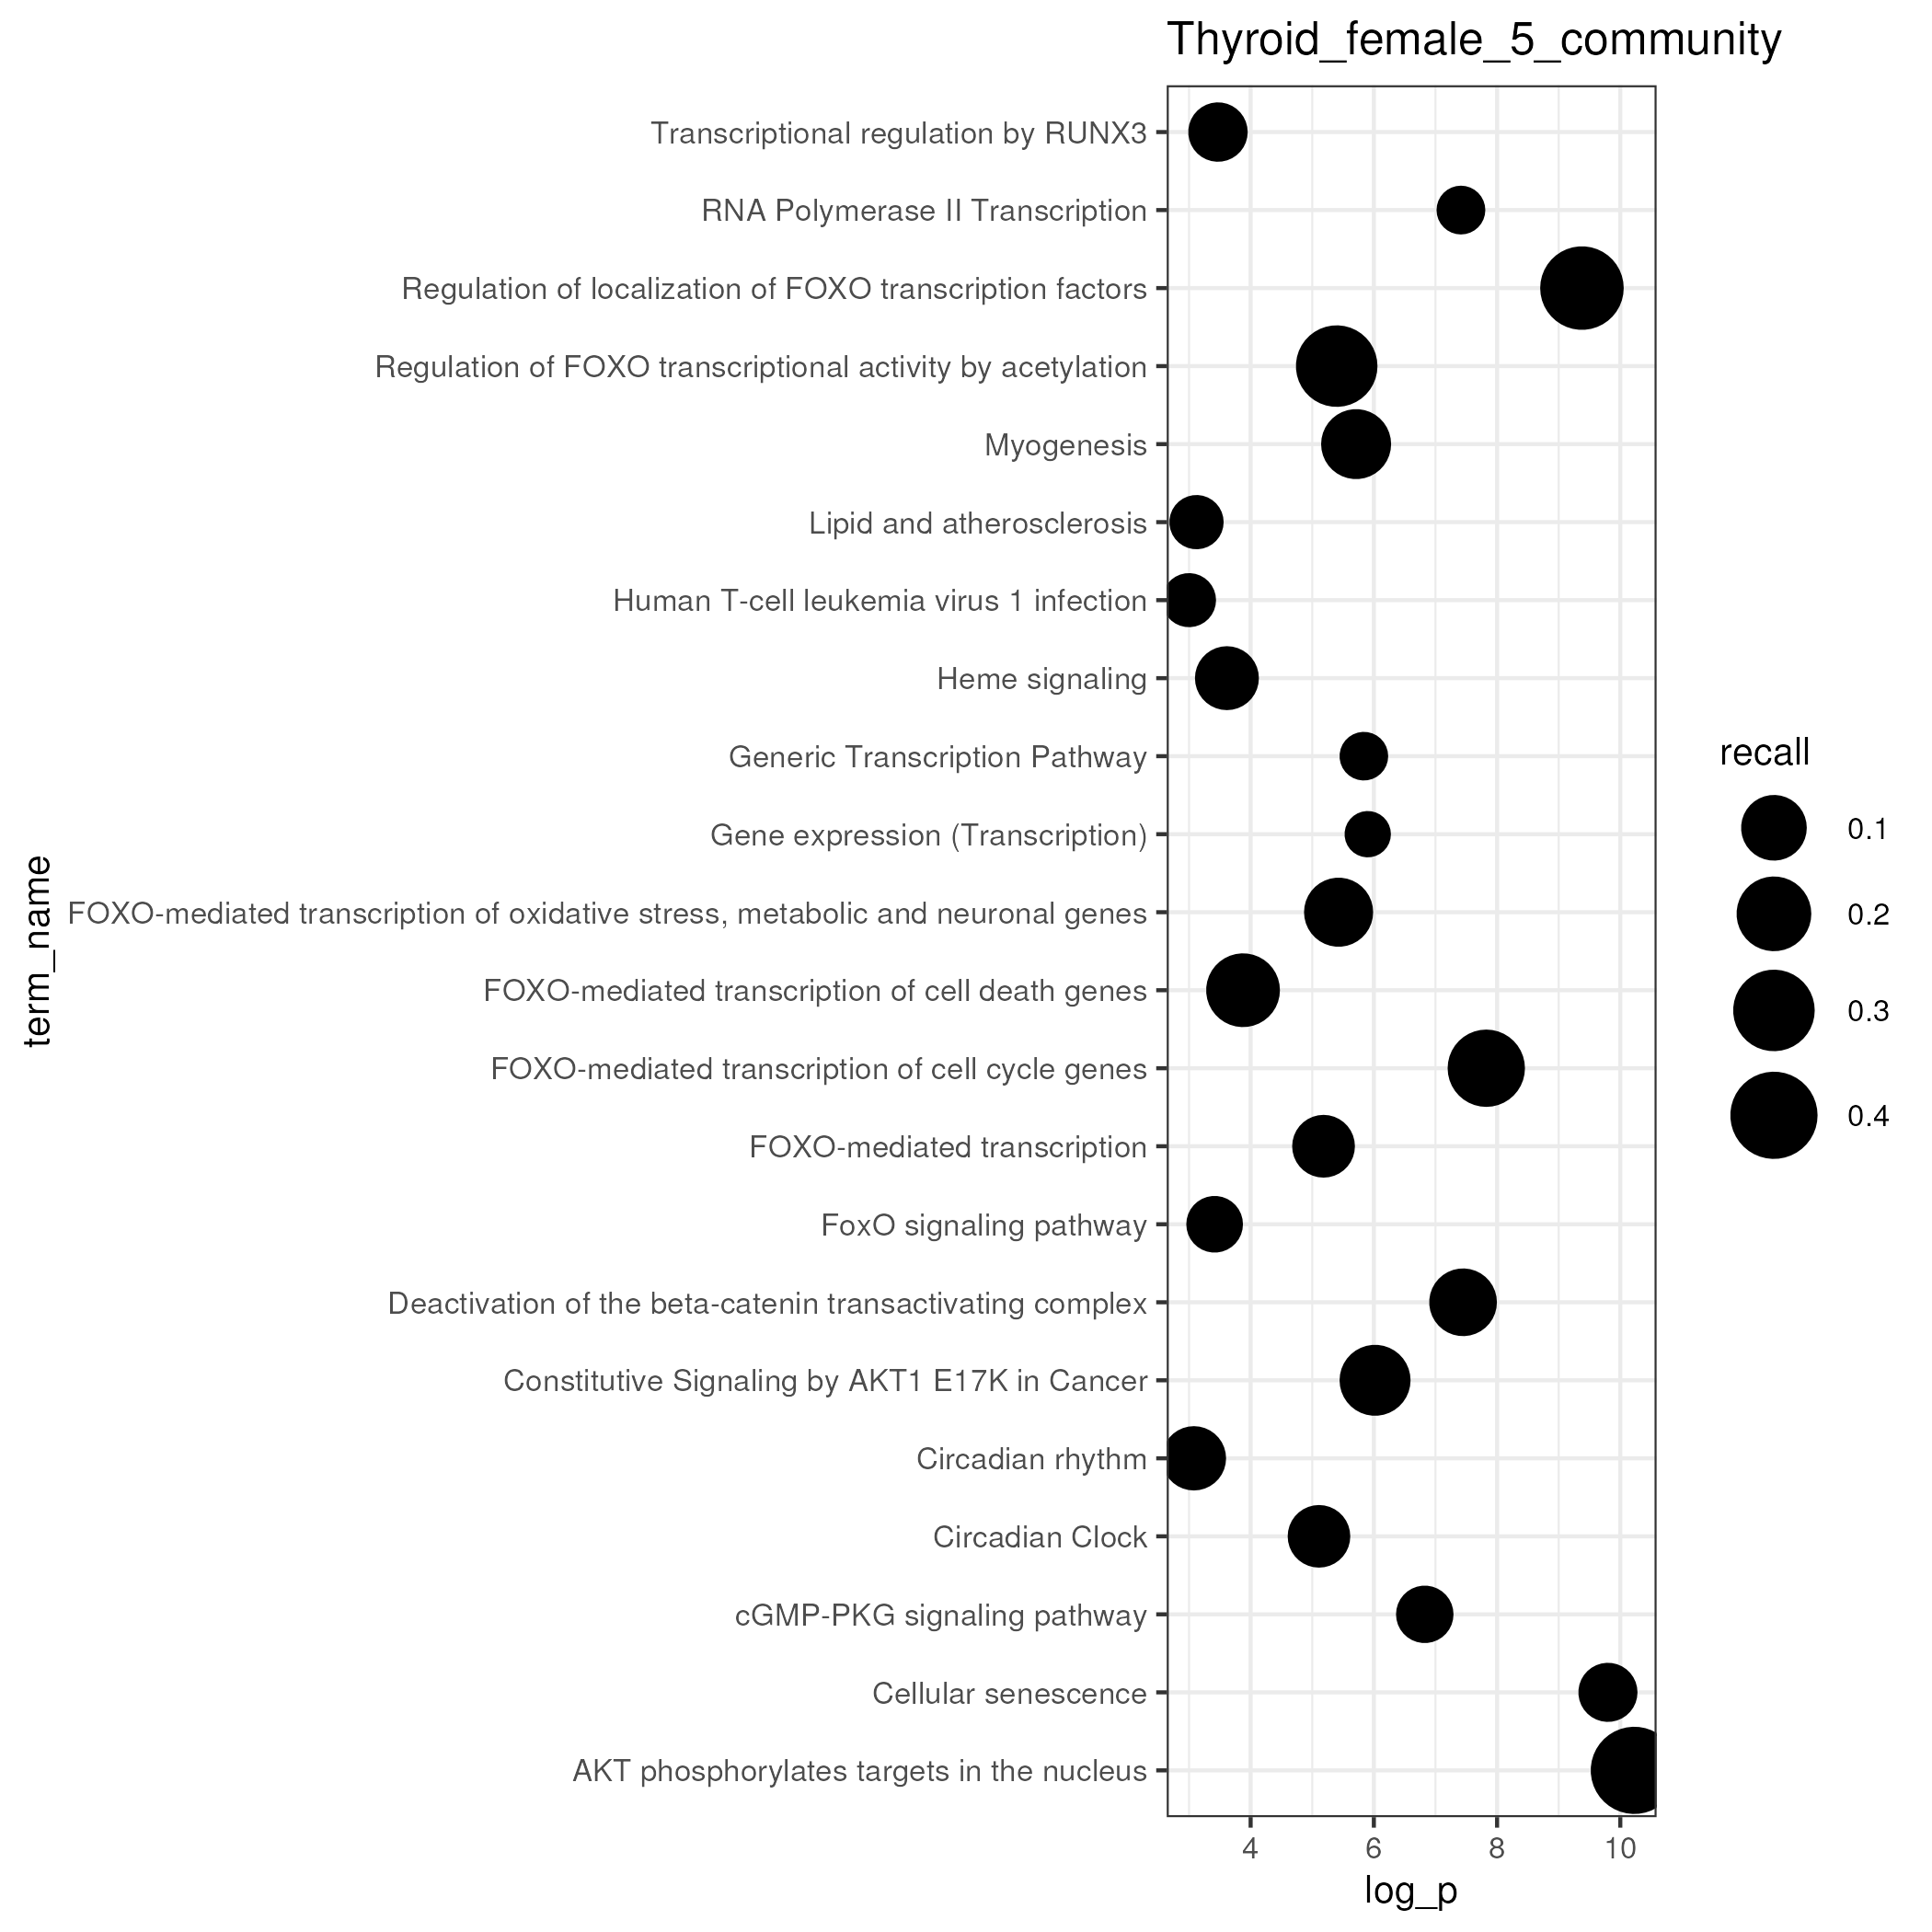 Thyroid_female_5_community
Transcriptional regulation by RUNX3
RNA Polymerase II Transcription
Regulation of localization of FOXO transcription factors
Regulation of FOXO transcriptional activity by acetylation
Myogenesis
Lipid and atherosclerosis
Human T-cell leukemia virus 1 infection
Heme signaling
Generic Transcription Pathway
Gene expression (Transcription)
FOXO-mediated transcription of oxidative stress, metabolic and neuronal genes
FOXO-mediated transcription of cell death genes
FOXO-mediated transcription of cell cycle genes
FOXO-mediated transcription
FoxO signaling pathway
Deactivation of the beta-catenin transactivating complex
Constitutive Signaling by AKT1 E17K in Cancer
Circadian rhythm
Circadian Clock
cGMP-PKG signaling pathway
Cellular senescence
AKT phosphorylates targets in the nucleus
term_name
4 6 8 10
log_p
recall
0.1
0.2
0.3
0.4